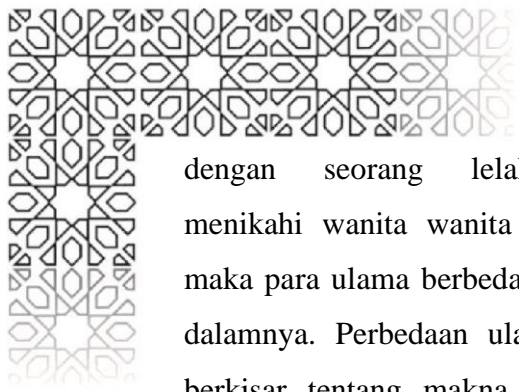 dengan seorang
menikahi wanita wanita
maka para ulama berbeda
dalamnya. Perbedaan
berkisar tentang makna